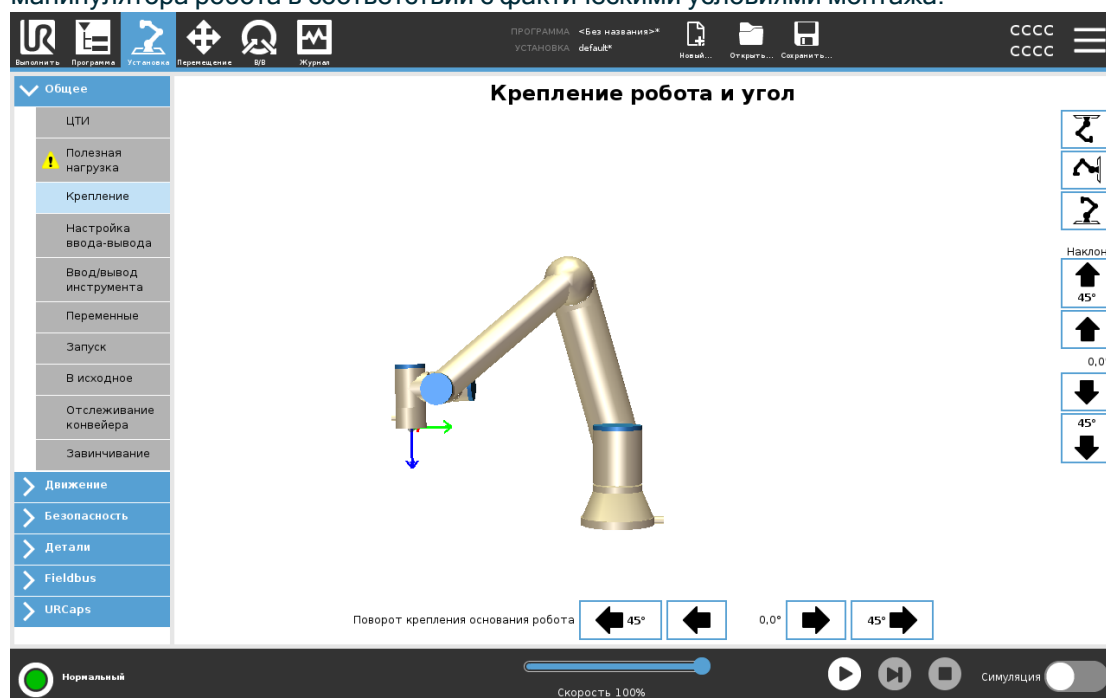 манипулятора робота в соответствии с фактическими условиями монтажа.
ПРОГРАММА <Без названия>*
УСТАНОВКА default*
Выполнить Программа Установка Перемещение В/В Журнал
Новый... Открыть... Сохранить...
CCCC
CCCC
Общее
ЦТИ
Полезная
нагрузка
Крепление
Настройка
ввода-вывода
Ввод/вывод
инструмента
Переменные
Запуск
В исходное
Отслеживание
конвейера
Завинчивание
Движение
Безопасность
Детали
Fieldbus
URCaps
Крепление робота и угол
Наклон
45°
0,0°
45°
Поворот крепления основания робота 45° 0,0° 45°
Нормальный
Скорость 100%
Симуляция